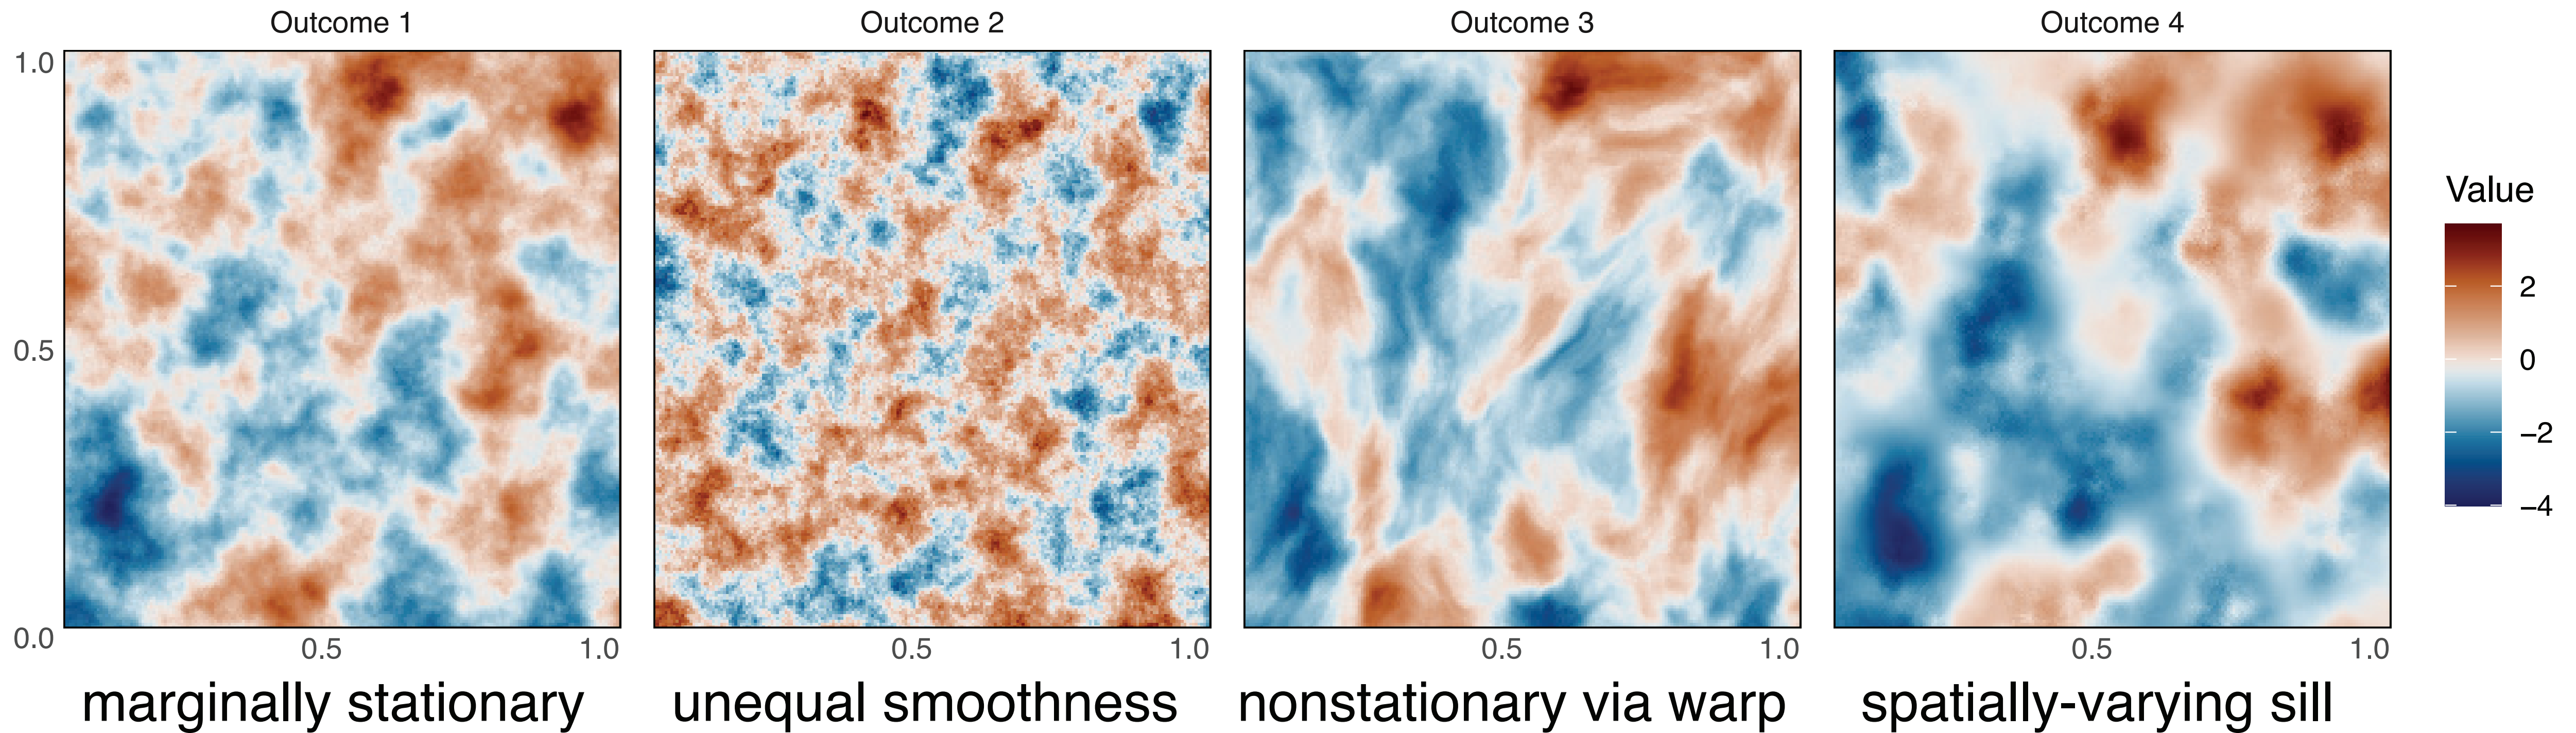 Outcome 1
Outcome 2
Outcome 3
Outcome 4
1.0
0.5
0.0
0.5
1.0
0.5
1.0
0.5
1.0
0.5
1.0
Value
2
0
−2
−4
marginally stationary
unequal smoothness
nonstationary via warp
spatially-varying sill